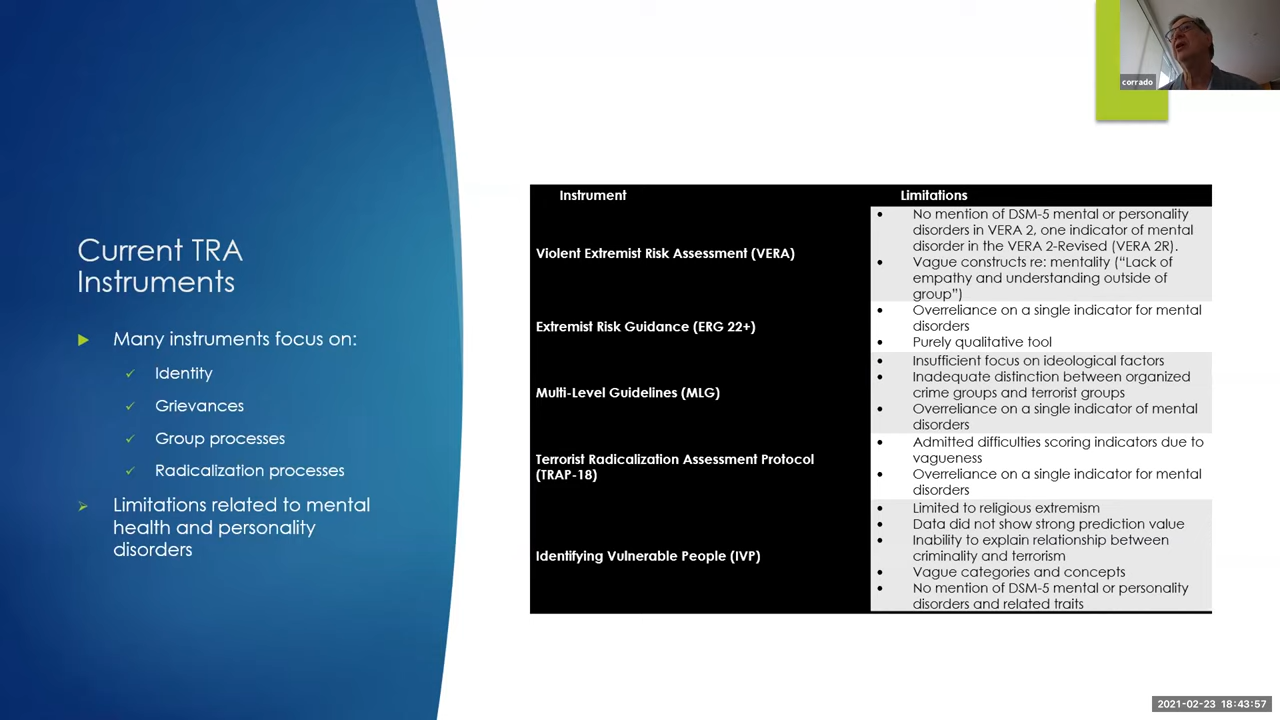 corrado
Current TRA
Instruments
Many instruments focus on:
Identity
Grievances
Group processes
Radicalization processes
Limitations related to mental
health and personality
disorders
Instrument
Limitations
Violent Extremist Risk Assessment (VERA)
No mention of DSM-5 mental or personality
disorders in VERA 2, one indicator of mental
disorder in the VERA 2-Revised (VERA 2R).
Vague constructs re: mentality (“Lack of
empathy and understanding outside of
group”)
Extremist Risk Guidance (ERG 22+)
Overreliance on a single indicator for mental
disorders
Purely qualitative tool
Multi-Level Guidelines (MLG)
Insufficient focus on ideological factors
Inadequate distinction between organized
crime groups and terrorist groups
Overreliance on a single indicator of mental
disorders
Terrorist Radicalization Assessment Protocol
(TRAP-18)
Admitted difficulties scoring indicators due to
vagueness
Overreliance on a single indicator for mental
disorders
Identifying Vulnerable People (IVP)
Limited to religious extremism
Data did not show strong prediction value
Inability to explain relationship between
criminality and terrorism
Vague categories and concepts
No mention of DSM-5 mental or personality
disorders and related traits
2021-02-23 18:43:57